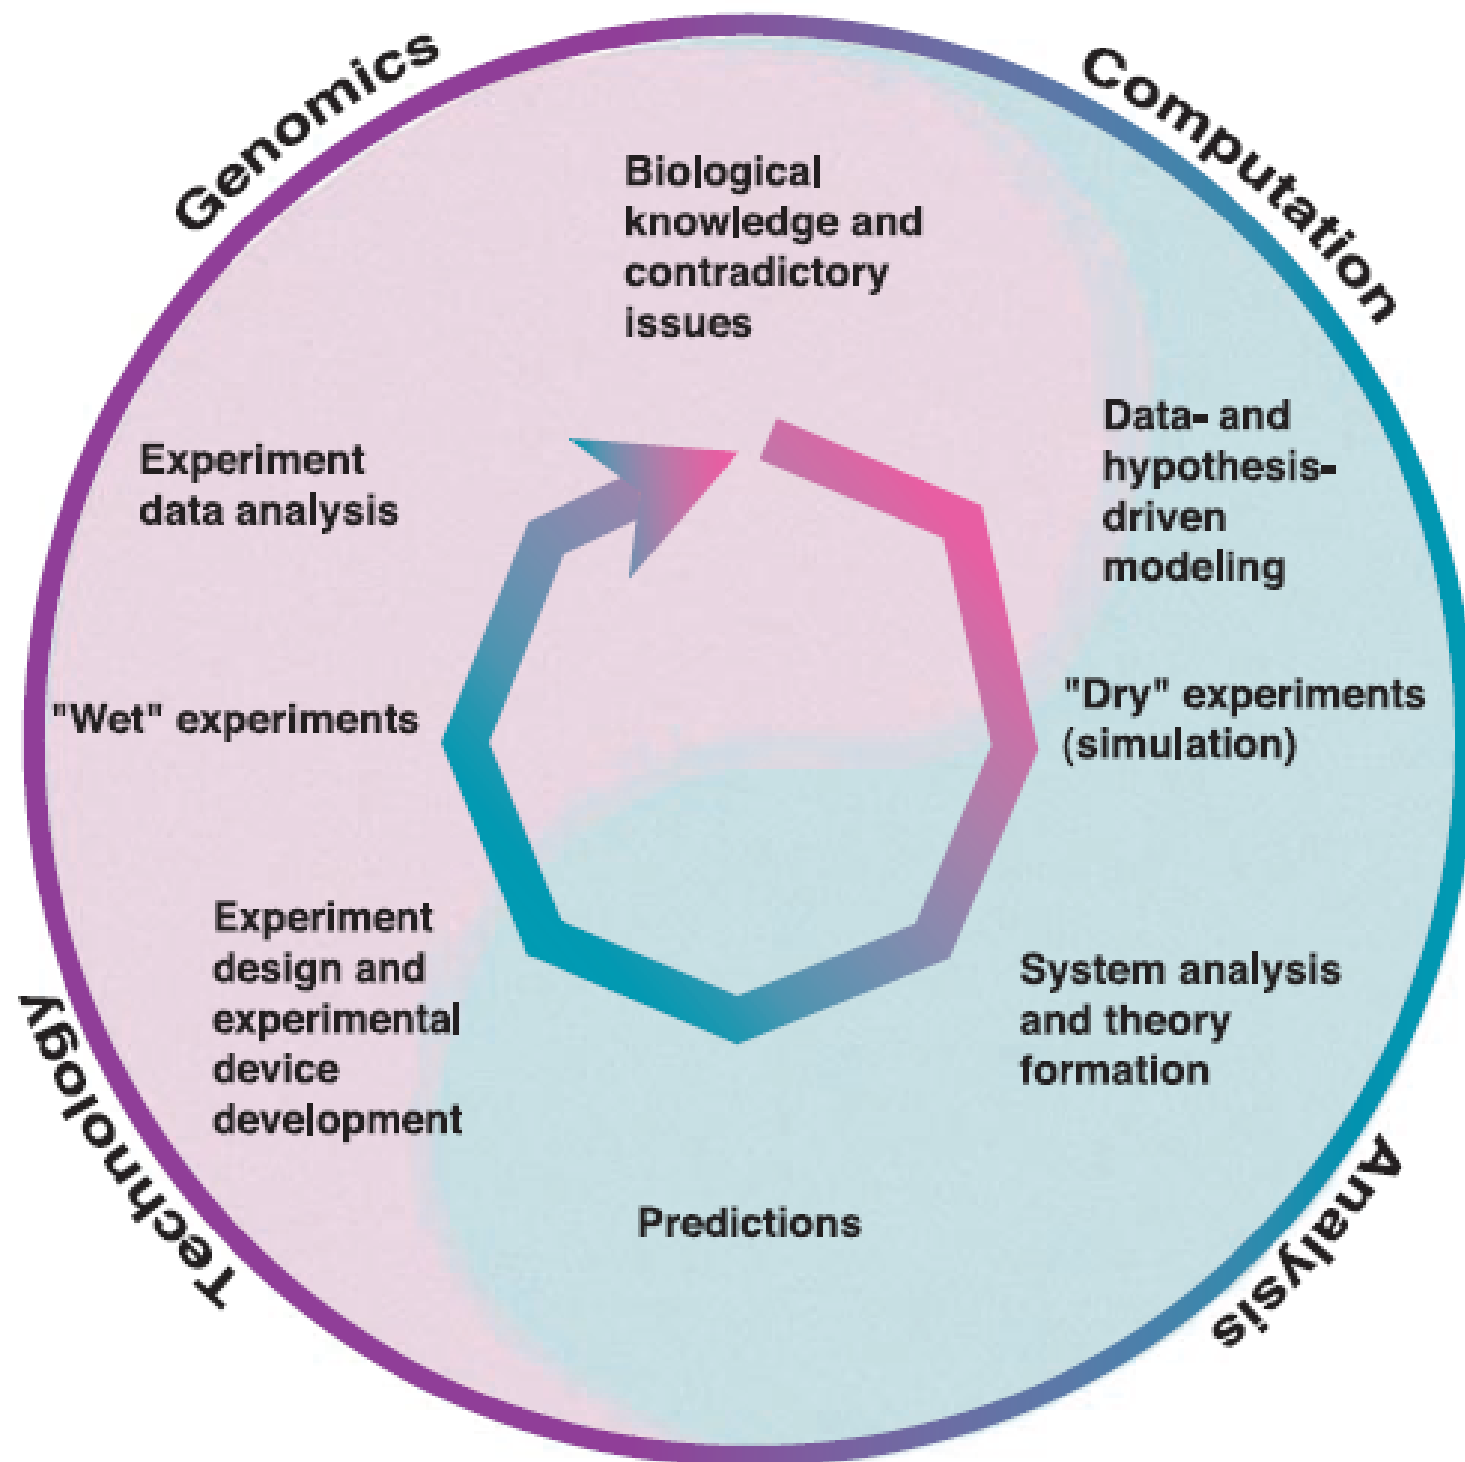 Genomics
Computation
Biological
knowledge and
contradictory
issues
Data- and
hypothesis-
driven
modeling
"Dry" experiments
(simulation)
System analysis
and theory
formation
Analysis
Predictions
Experiment
design and
experimental
device
development
Technology
"Wet" experiments
Experiment
data analysis